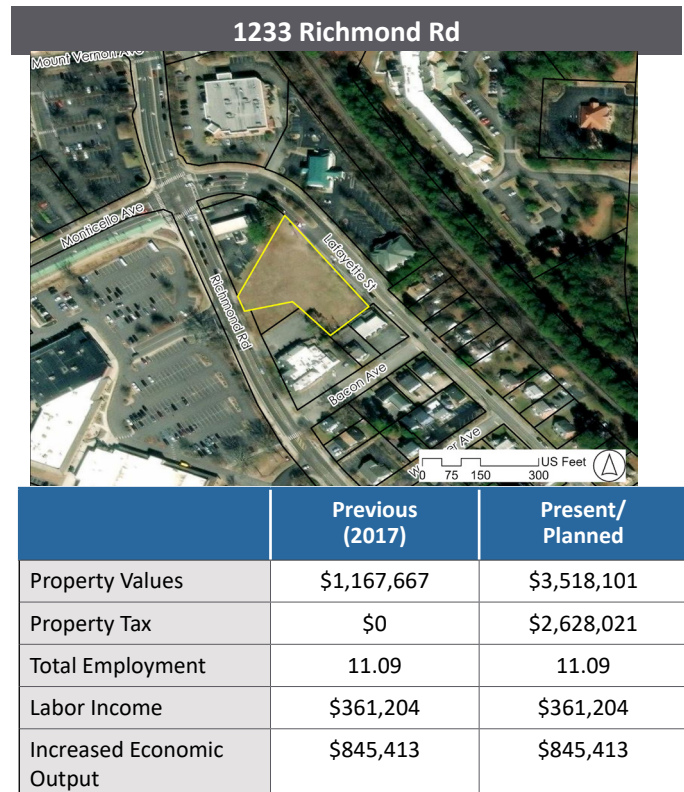 1233 Richmond Rd
Mount Vernon Ave
Monticello Ave
Lafayette St
Richmond Rd
Bacon Ave
er Ave
US Feet
0 75 150 300
Previous (2017) Present/ Planned
Property Values $1,167,667 $3,518,101
Property Tax $0 $2,628,021
Total Employment 11.09 11.09
Labor Income $361,204 $361,204
Increased Economic Output $845,413 $845,413